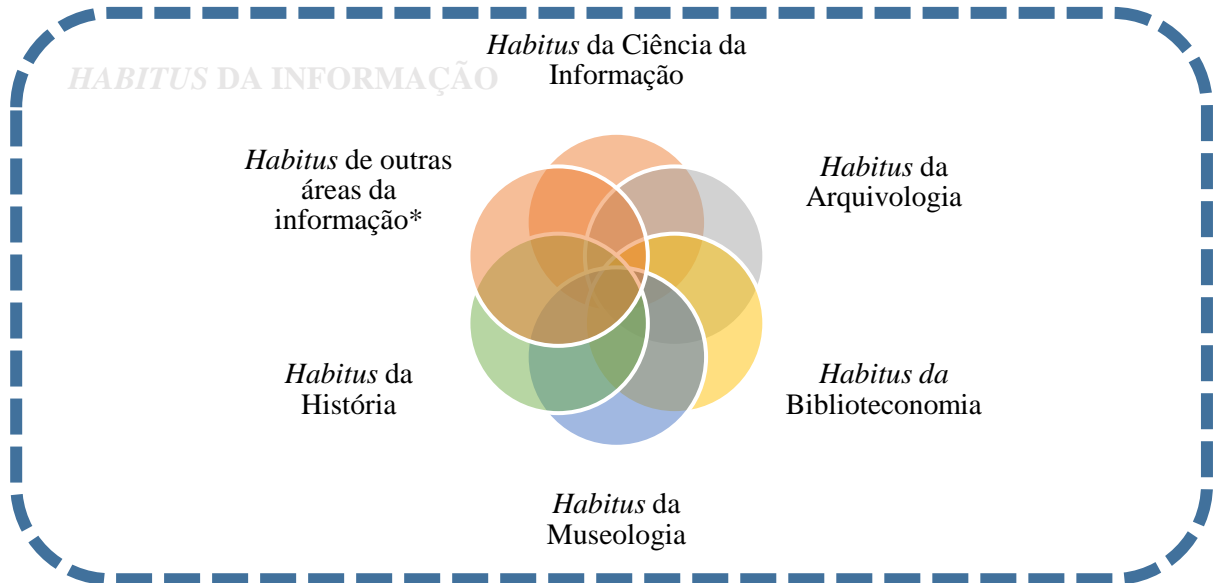 Habitus da Ciência da
Informação
HABITUS DA INFORMAÇÃO
Habitus de outras
áreas da
informação*
Habitus da
Arquivologia
Habitus da
História
Habitus da
Biblioteconomia
Habitus da
Museologia